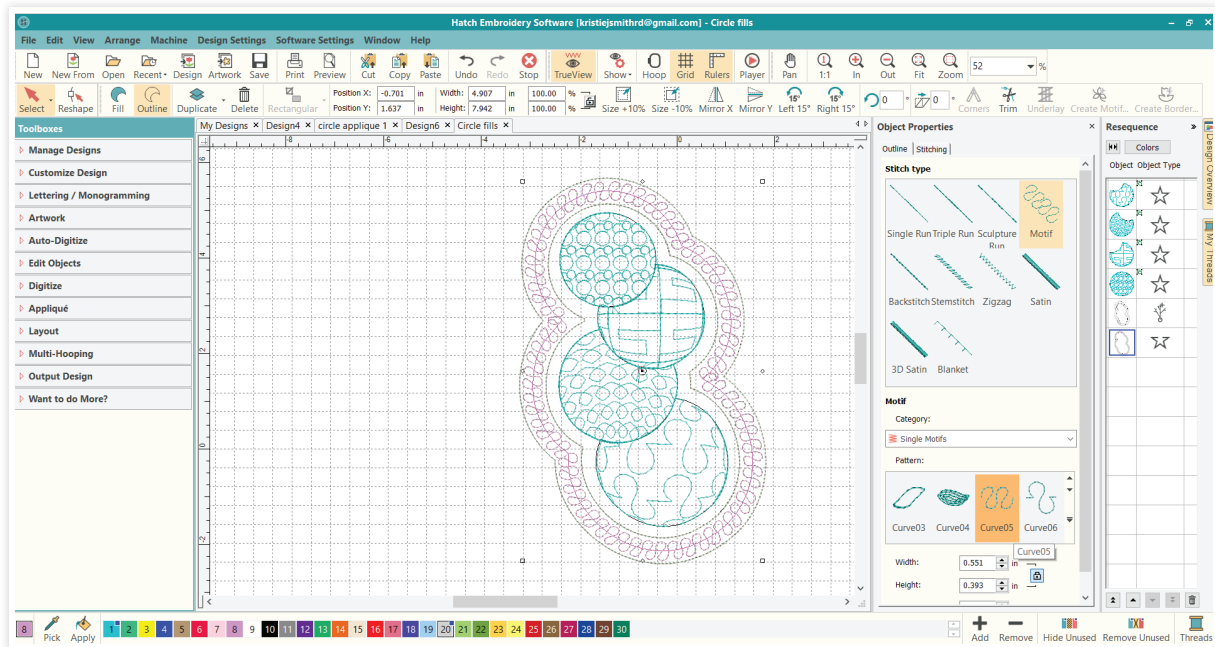 Hatch Embroidery Software [kristiejsmithrd@gmail.com] - Circle fills
File Edit View Arrange Machine Design Settings Software Settings Window Help
New New From Open Recent Design Artwork Save Print Preview Cut Copy Paste Undo Redo Stop TrueView Show Hoop Grid Rulers Player Pan 1:1 In Out Fit Zoom 52 %
Select Reshape Fill Outline Duplicate Delete Rectangular Position X: -0.701 in Width: 4.907 in 100.00 % Size +10% Size -10% Mirror X Mirror Y Left 15° Right 15° 0 ° 0 ° Corners Trim Underlay Create Motif... Create Border...
Position Y: 1.637 in Height: 7.942 in 100.00 %
Toolboxes
My Designs × Design4 × circle applique 1 × Design6 × Circle fills ×
Manage Designs
Customize Design
Lettering / Monogramming
Artwork
Auto-Digitize
Edit Objects
Digitize
Appliqué
Layout
Multi-Hooping
Output Design
Want to do More?
-8 -6 -4 -2 0 2
6
4
2
0
-2
Object Properties
Outline Stitching
Stitch type
Single Run Triple Run Sculpture Run Motif
Backstitch Stemstitch Zigzag Satin
3D Satin Blanket
Motif
Category:
Single Motifs
Pattern:
Curve03 Curve04 Curve05 Curve06
Curve05
Width: 0.551 in
Height: 0.393 in
Resequence
Colors
Object Object Type
Design Overview
My Threads
8 Pick Apply 1 2 3 4 5 6 7 8 9 10 11 12 13 14 15 16 17 18 19 20 21 22 23 24 25 26 27 28 29 30 Add Remove Hide Unused Remove Unused Threads